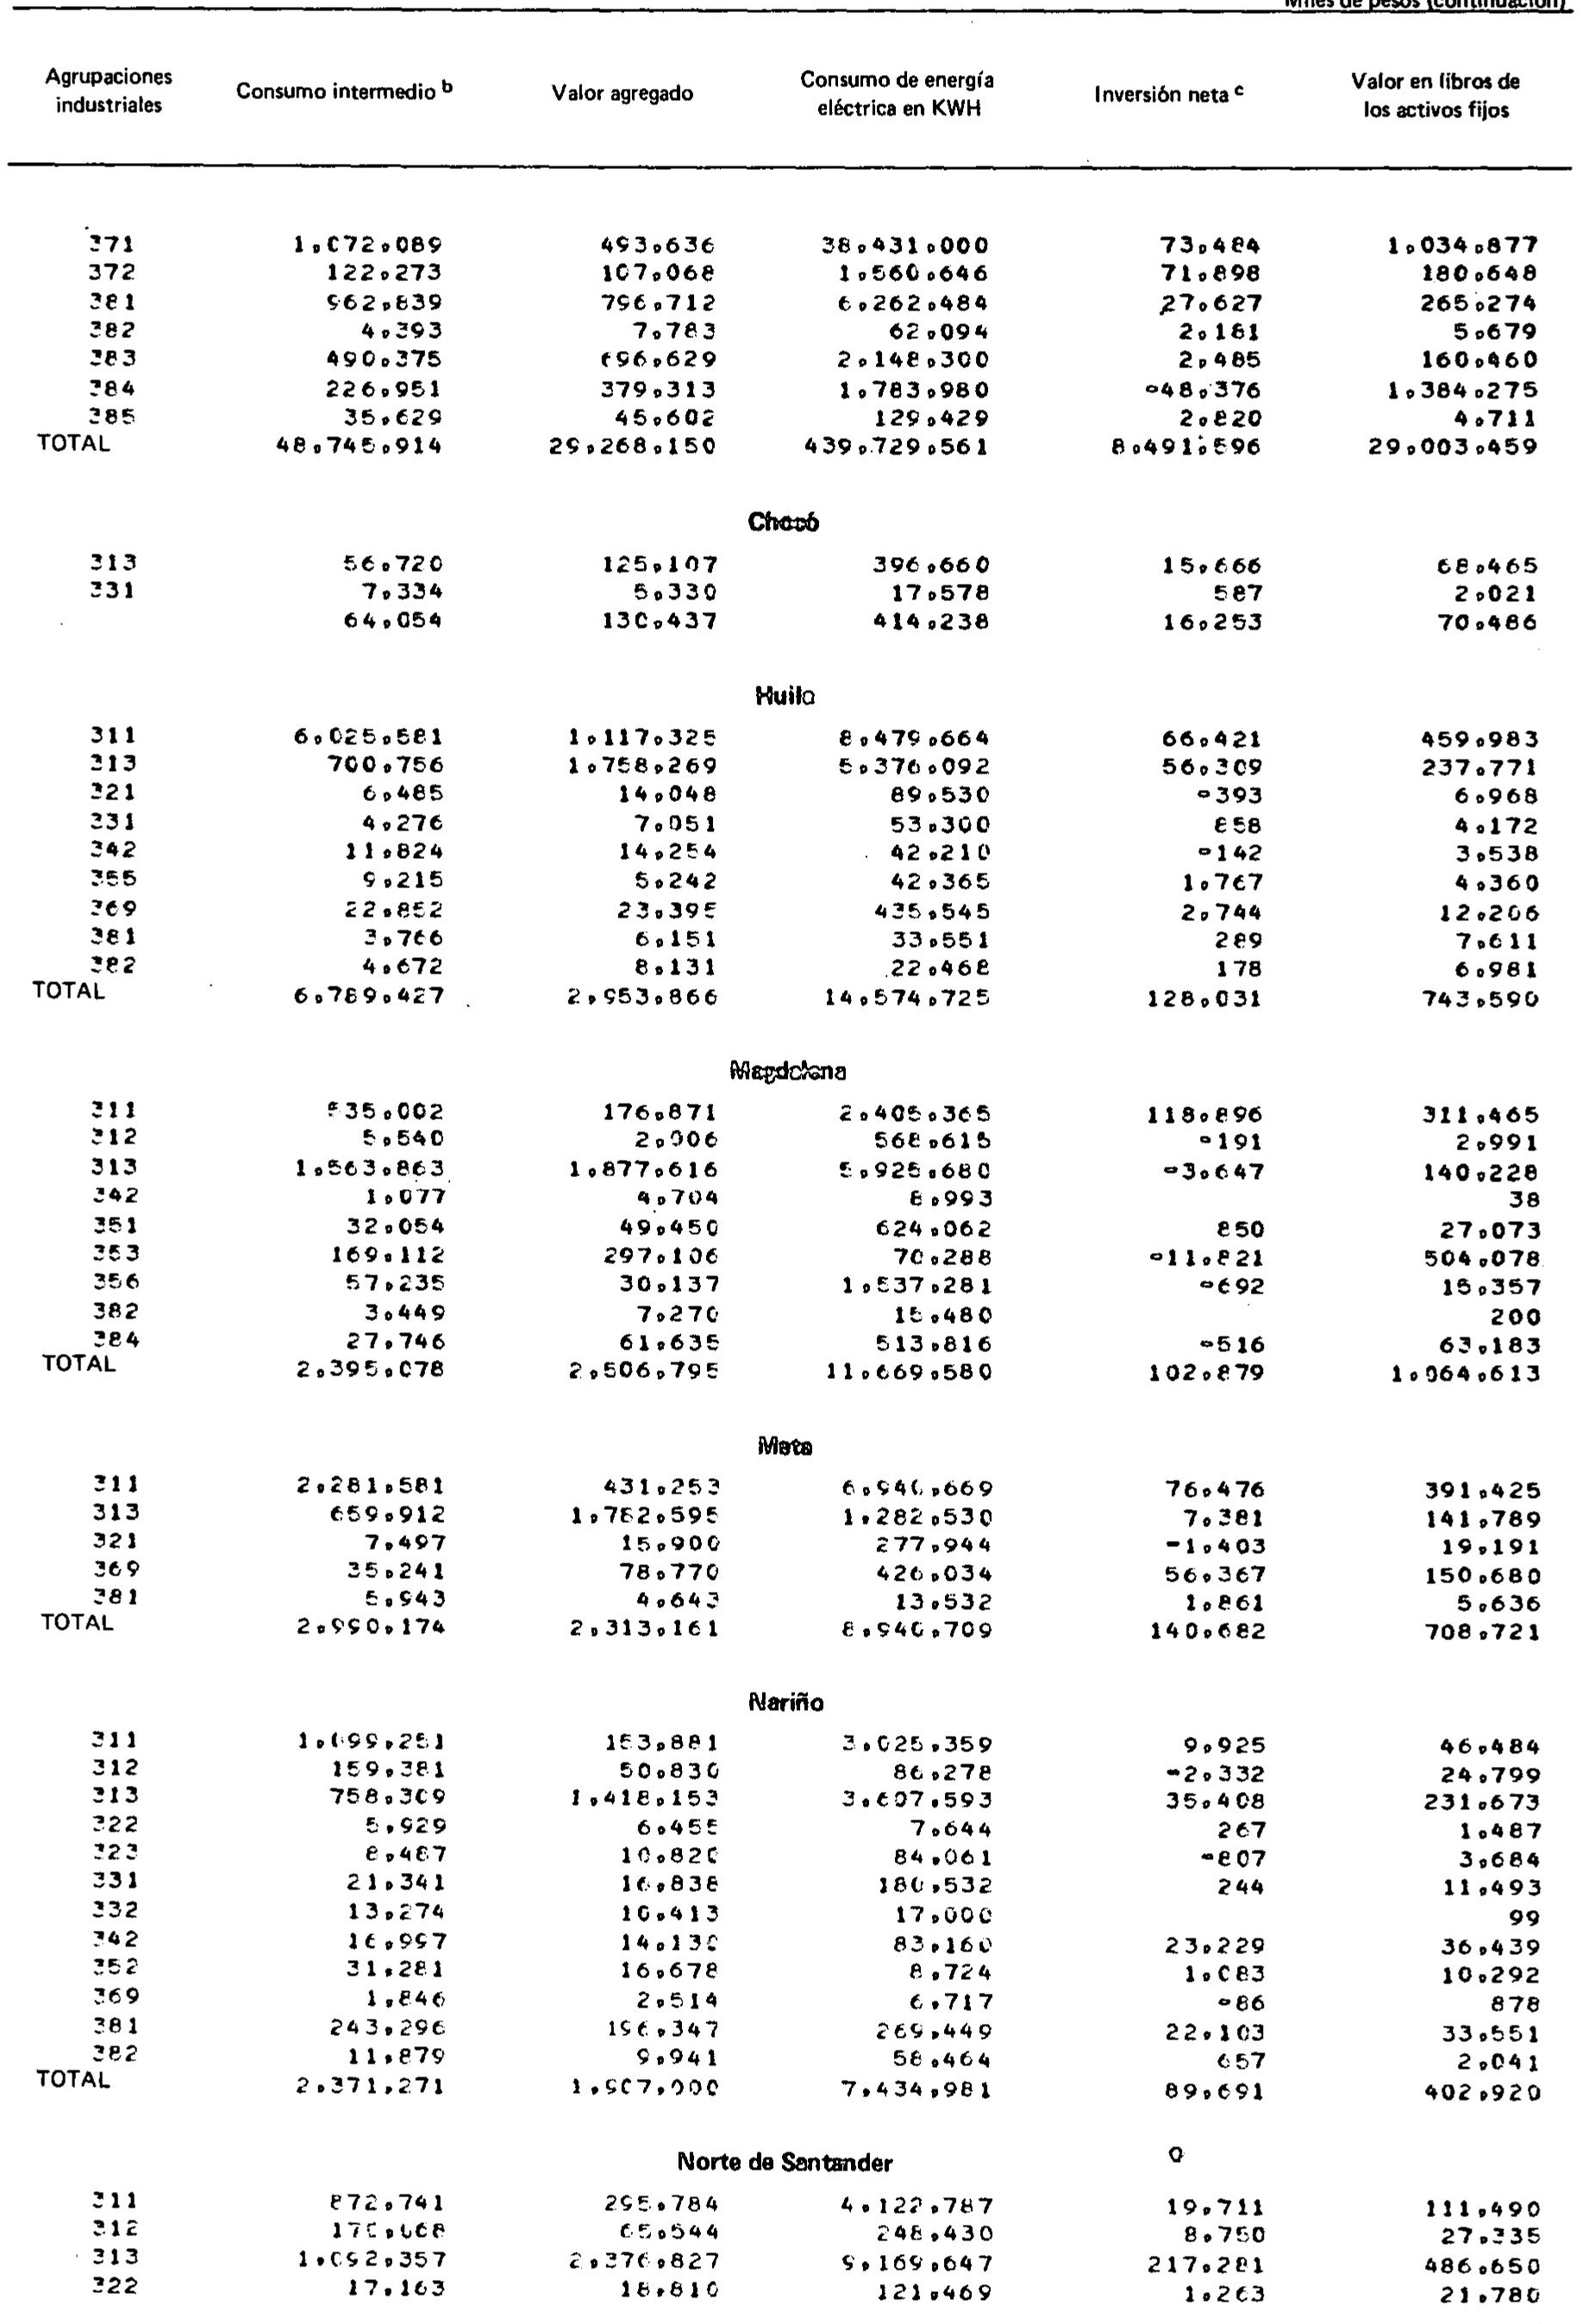 Miles de pesos (continuación)
Agrupaciones industriales Consumo intermedio b Valor agregado Consumo de energía eléctrica en KWH Inversión neta c Valor en libros de los activos fijos
371 1.072.089 493.636 38.431.000 73.484 1.034.877
372 122.273 107.068 1.560.646 71.898 180.648
381 962.839 796.712 6.262.484 27.627 265.274
382 4.393 7.783 62.094 2.181 5.679
383 490.375 696.629 2.148.300 2.485 160.460
384 226.951 379.313 1.783.980 -48.376 1.384.275
385 35.629 45.602 129.429 2.820 4.711
TOTAL 48.745.914 29.268.150 439.729.561 8.491.596 29.003.459
Chocó
313 56.720 125.107 396.660 15.666 68.465
331 7.334 5.330 17.578 587 2.021
64.054 130.437 414.238 16.253 70.486
Huila
311 6.025.581 1.117.325 8.479.664 66.421 459.983
313 700.756 1.758.269 5.376.092 56.309 237.771
321 6.485 14.048 89.530 -393 6.968
331 4.276 7.051 53.300 858 4.172
342 11.824 14.254 42.210 -142 3.538
355 9.215 5.242 42.365 1.767 4.360
369 22.852 23.395 435.545 2.744 12.206
381 3.766 6.151 33.551 289 7.611
382 4.672 8.131 22.468 178 6.981
TOTAL 6.789.427 2.953.866 14.574.725 128.031 743.590
Magdalena
311 535.002 176.871 2.405.365 118.896 311.465
312 5.540 2.006 568.615 -191 2.991
313 1.563.863 1.877.616 5.925.680 -3.647 140.228
342 1.077 4.704 8.993 38
351 32.054 49.450 624.062 850 27.073
353 169.112 297.106 70.288 -11.821 504.078
356 57.235 30.137 1.537.281 -692 15.357
382 3.449 7.270 15.480 200
384 27.746 61.635 513.816 -516 63.183
TOTAL 2.395.078 2.506.795 11.669.580 102.879 1.064.613
Meta
311 2.281.581 431.253 6.940.669 76.476 391.425
313 659.912 1.782.595 1.282.530 7.381 141.789
321 7.497 15.900 277.944 -1.403 19.191
369 35.241 78.770 426.034 56.367 150.680
381 5.943 4.643 13.532 1.861 5.636
TOTAL 2.990.174 2.313.161 8.940.709 140.682 708.721
Nariño
311 1.099.251 153.881 3.025.359 9.925 46.484
312 159.381 50.830 86.278 -2.332 24.799
313 758.309 1.418.153 3.607.593 35.408 231.673
322 5.929 6.455 7.644 267 1.487
323 8.487 10.820 84.061 -807 3.684
331 21.341 16.838 180.532 244 11.493
332 13.274 10.413 17.000 99
342 16.997 14.130 83.160 23.229 36.439
352 31.281 16.678 8.724 1.083 10.292
369 1.846 2.514 6.717 -86 878
381 243.296 196.347 269.449 22.103 33.551
382 11.879 9.941 58.464 657 2.041
TOTAL 2.371.271 1.907.000 7.434.981 89.691 402.920
Norte de Santander
311 872.741 295.784 4.122.787 19.711 111.490
312 170.068 65.544 248.430 8.750 27.335
313 1.092.357 2.376.827 9.169.647 217.281 486.650
322 17.163 18.810 121.469 1.263 21.780